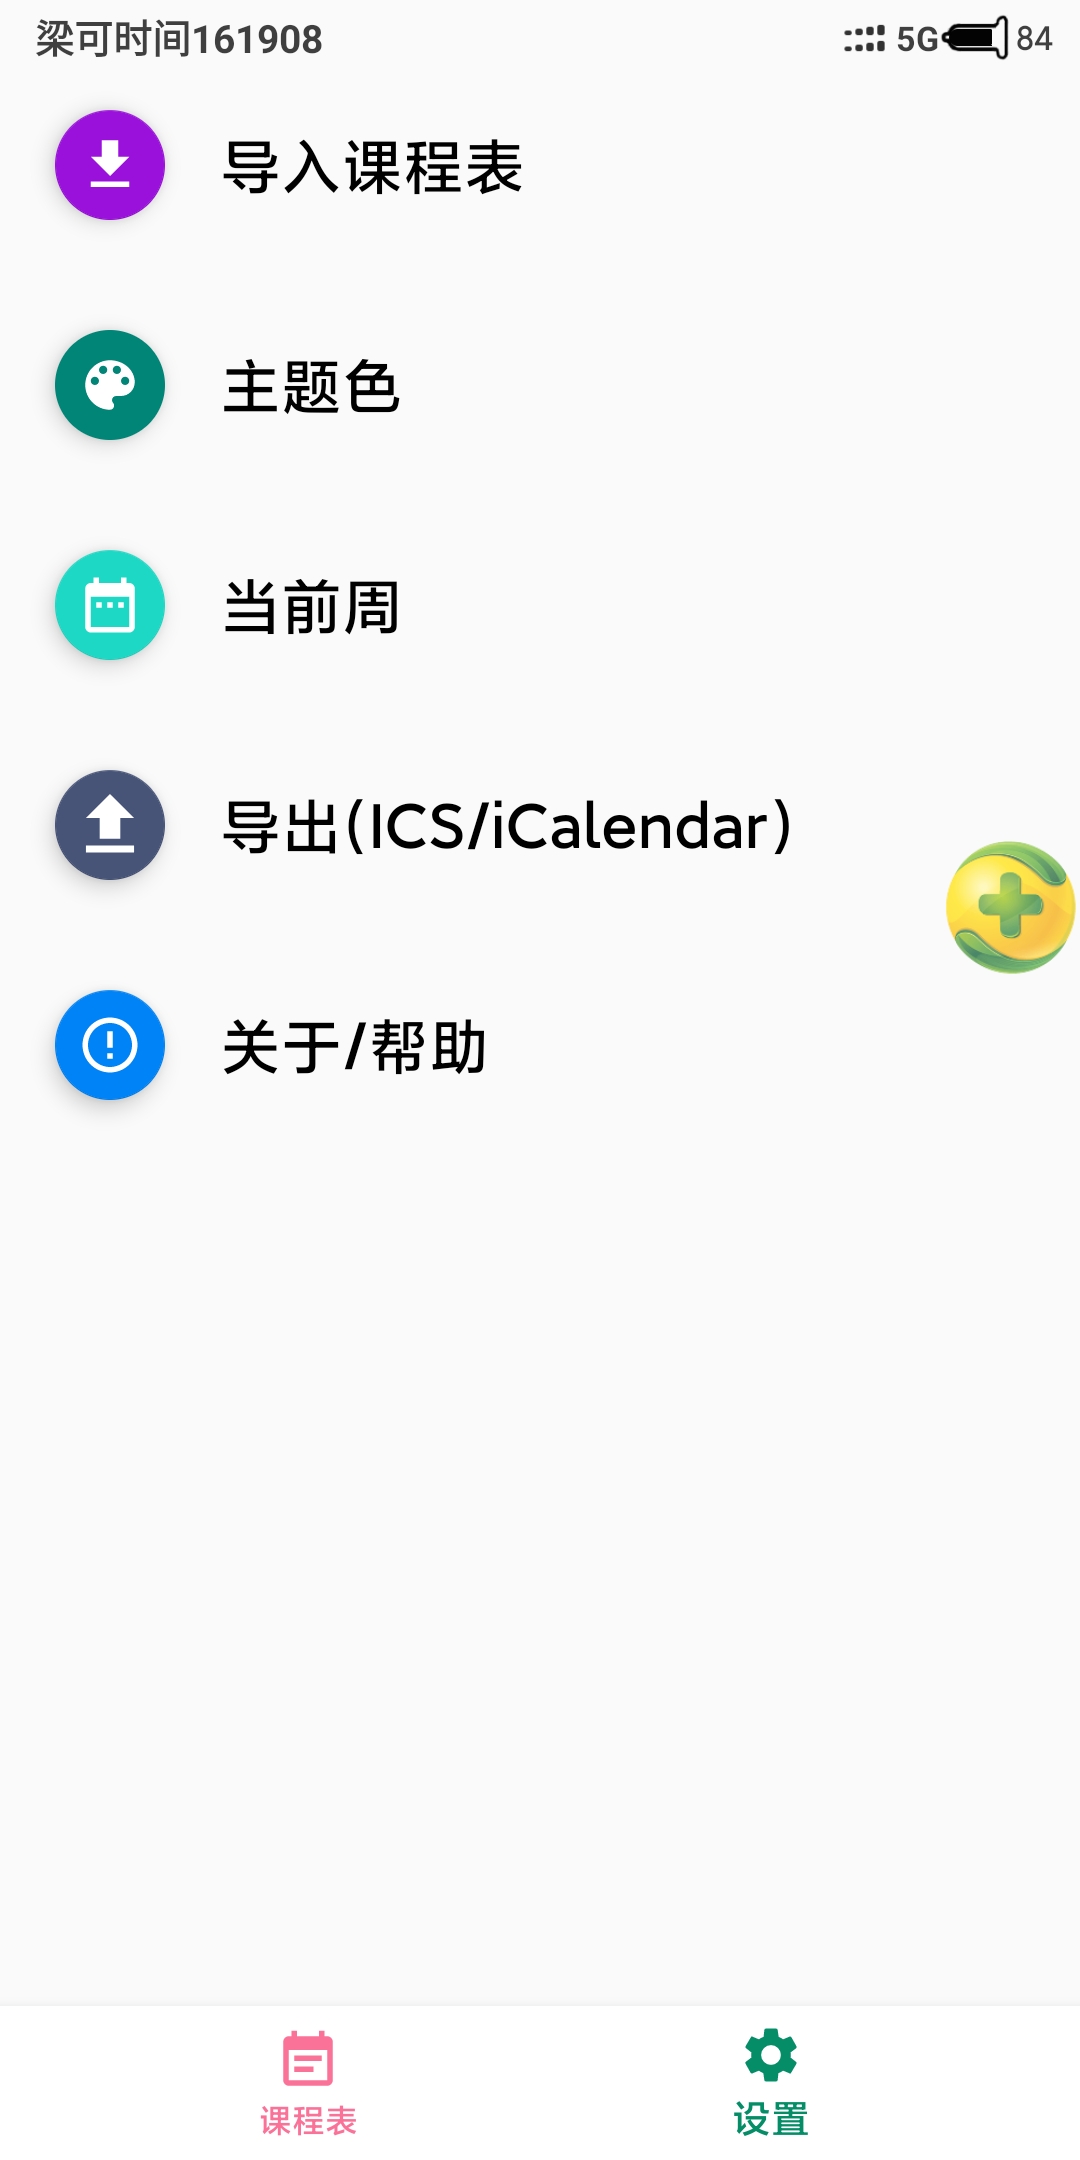 梁可时间161908 5G 84
导入课程表
主题色
当前周
导出(ICS/iCalendar)
关于/帮助
课程表 设置